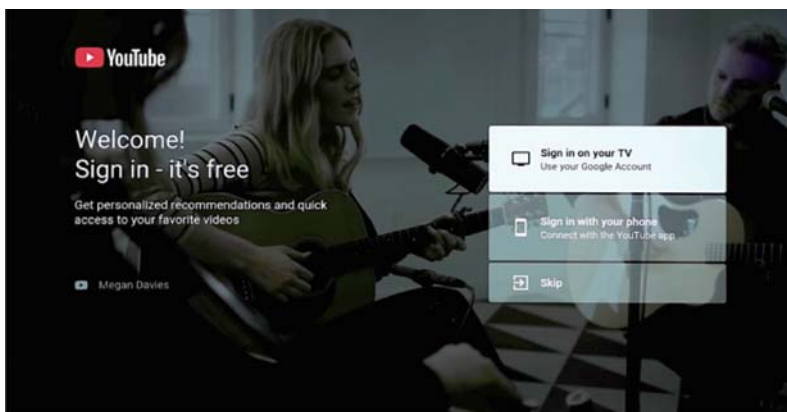 YouTube
Welcome!
Sign in - it's free
Get personalized recommendations and quick
access to your favorite videos
Megan Davies
Sign in on your TV
Use your Google Account
Sign in with your phone
Connect with the YouTube app
Skip